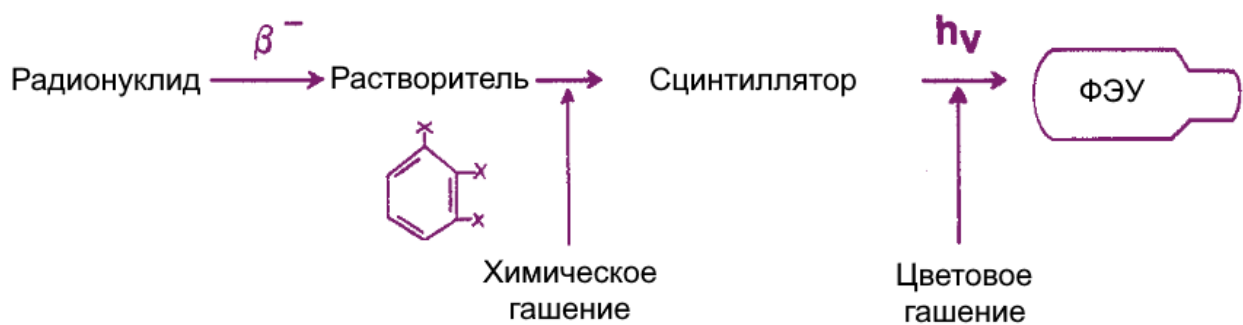 β⁻
hν
Радионуклид
Растворитель
Сцинтиллятор
ФЭУ
x
x
x
Химическое
гашение
Цветовое
гашение